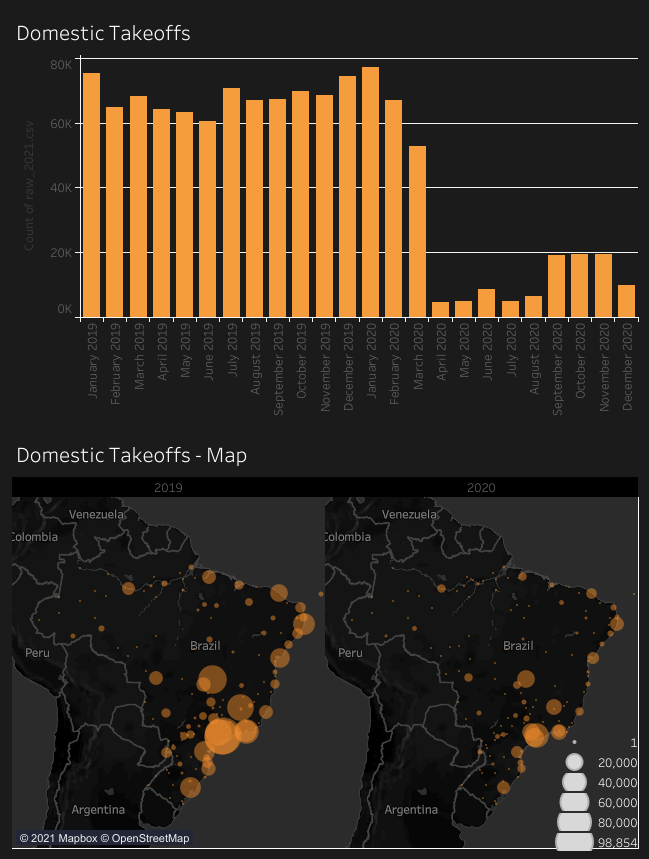 Domestic Takeoffs
80K
60K
40K
20K
0K
Count of raw_2021.csv
January 2019
February 2019
March 2019
April 2019
May 2019
June 2019
July 2019
August 2019
September 2019
October 2019
November 2019
December 2019
January 2020
February 2020
March 2020
April 2020
May 2020
June 2020
July 2020
August 2020
September 2020
October 2020
November 2020
December 2020
Domestic Takeoffs - Map
2019
2020
Venezuela
Colombia
Brazil
Peru
Argentina
Venezuela
Colombia
Brazil
Peru
Argentina
1
20,000
40,000
60,000
80,000
98,854
© 2021 Mapbox © OpenStreetMap